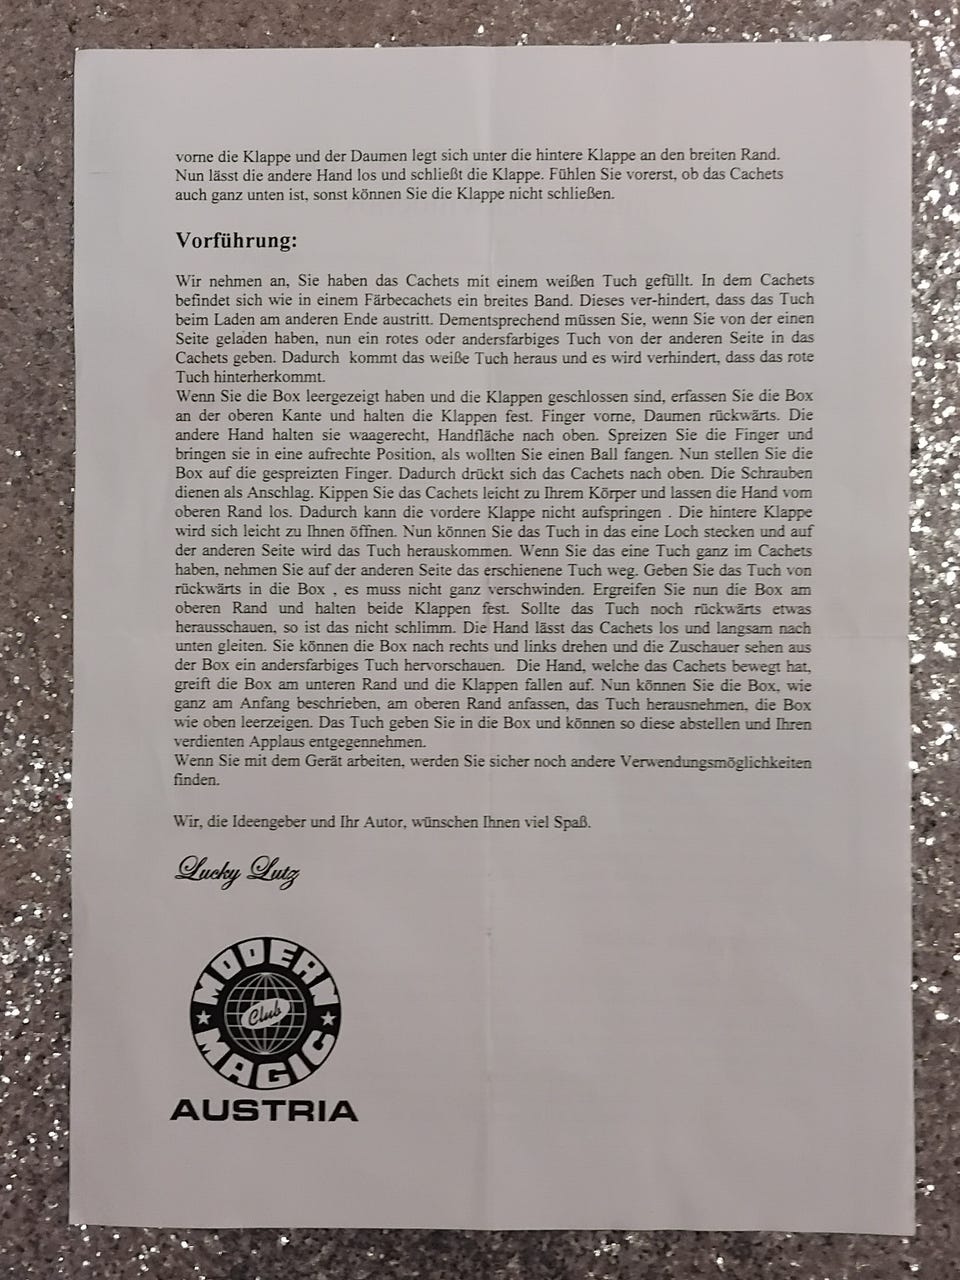 vorne die Klappe und der Daumen legt sich unter die hintere Klappe an den breiten Rand.
Nun lässt die andere Hand los und schließt die Klappe. Fühlen Sie vorerst, ob das Cachets
auch ganz unten ist, sonst können Sie die Klappe nicht schließen.
Vorführung:
Wir nehmen an, Sie haben das Cachets mit einem weißen Tuch gefüllt. In dem Cachets
befindet sich wie in einem Färbecachets ein breites Band. Dieses ver-hindert, dass das Tuch
beim Laden am anderen Ende austritt. Dementsprechend müssen Sie, wenn Sie von der einen
Seite geladen haben, nun ein rotes oder andersfarbiges Tuch von der anderen Seite in das
Cachets geben. Dadurch kommt das weiße Tuch heraus und es wird verhindert, dass das rote
Tuch hinterherkommt.
Wenn Sie die Box leergezeigt haben und die Klappen geschlossen sind, erfassen Sie die Box
an der oberen Kante und halten die Klappen fest. Finger vorne, Daumen rückwärts. Die
andere Hand halten sie waagerecht, Handfläche nach oben. Spreizen Sie die Finger und
bringen sie in eine aufrechte Position, als wollten Sie einen Ball fangen. Nun stellen Sie die
Box auf die gespreizten Finger. Dadurch drückt sich das Cachets nach oben. Die Schrauben
dienen als Anschlag. Kippen Sie das Cachets leicht zu Ihrem Körper und lassen die Hand vom
oberen Rand los. Dadurch kann die vordere Klappe nicht aufspringen . Die hintere Klappe
wird sich leicht zu Ihnen öffnen. Nun können Sie das Tuch in das eine Loch stecken und auf
der anderen Seite wird das Tuch herauskommen. Wenn Sie das eine Tuch ganz im Cachets
haben, nehmen Sie auf der anderen Seite das erschienene Tuch weg. Geben Sie das Tuch von
rückwärts in die Box , es muss nicht ganz verschwinden. Ergreifen Sie nun die Box am
oberen Rand und halten beide Klappen fest. Sollte das Tuch noch rückwärts etwas
herausschauen, so ist das nicht schlimm. Die Hand lässt das Cachets los und langsam nach
unten gleiten. Sie können die Box nach rechts und links drehen und die Zuschauer sehen aus
der Box ein andersfarbiges Tuch hervorschauen. Die Hand, welche das Cachets bewegt hat,
greift die Box am unteren Rand und die Klappen fallen auf. Nun können Sie die Box, wie
ganz am Anfang beschrieben, am oberen Rand anfassen, das Tuch herausnehmen, die Box
wie oben leerzeigen. Das Tuch geben Sie in die Box und können so diese abstellen und Ihren
verdienten Applaus entgegennehmen.
Wenn Sie mit dem Gerät arbeiten, werden Sie sicher noch andere Verwendungsmöglichkeiten
finden.
Wir, die Ideengeber und Ihr Autor, wünschen Ihnen viel Spaß.
Lucky Lutz
MODERN
Club
MAGIC
AUSTRIA